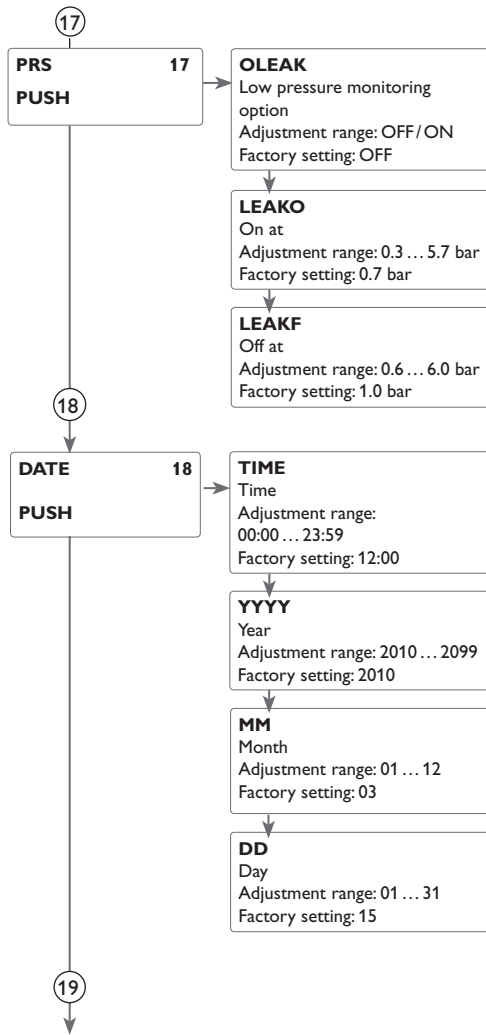 17
PRS 17
PUSH
OLEAK
Low pressure monitoring
option
Adjustment range: OFF/ON
Factory setting: OFF
LEAKO
On at
Adjustment range: 0.3 … 5.7 bar
Factory setting: 0.7 bar
LEAKF
Off at
Adjustment range: 0.6 … 6.0 bar
Factory setting: 1.0 bar
18
DATE 18
PUSH
TIME
Time
Adjustment range:
00:00 … 23:59
Factory setting: 12:00
YYYY
Year
Adjustment range: 2010 … 2099
Factory setting: 2010
MM
Month
Adjustment range: 01 … 12
Factory setting: 03
DD
Day
Adjustment range: 01 … 31
Factory setting: 15
19